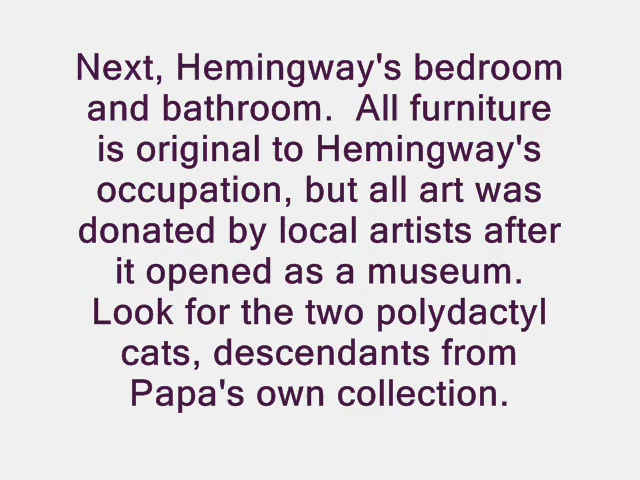 Next, Hemingway's bedroom
and bathroom.  All furniture
is original to Hemingway's
occupation, but all art was
donated by local artists after
it opened as a museum.
Look for the two polydactyl
cats, descendants from
Papa's own collection.